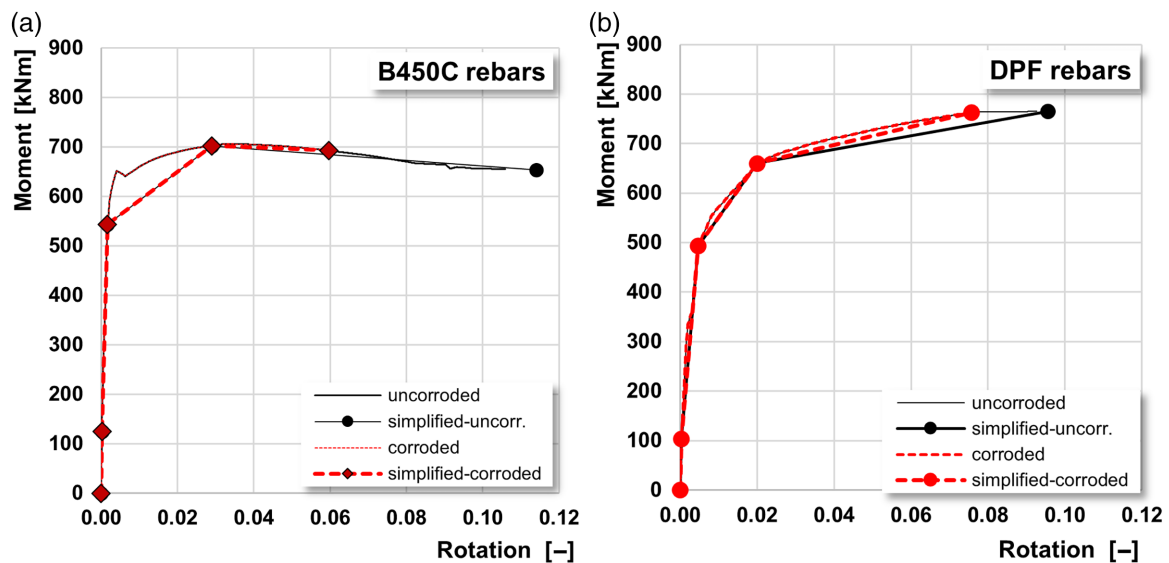 (a)
Moment [kNm]
900
800
700
600
500
400
300
200
100
0
B450C rebars
uncorroded
simplified-uncorr.
corroded
simplified-corroded
0.00 0.02 0.04 0.06 0.08 0.10 0.12
Rotation [–]
(b)
Moment [kNm]
900
800
700
600
500
400
300
200
100
0
DPF rebars
uncorroded
simplified-uncorr.
corroded
simplified-corroded
0.00 0.02 0.04 0.06 0.08 0.10 0.12
Rotation [–]